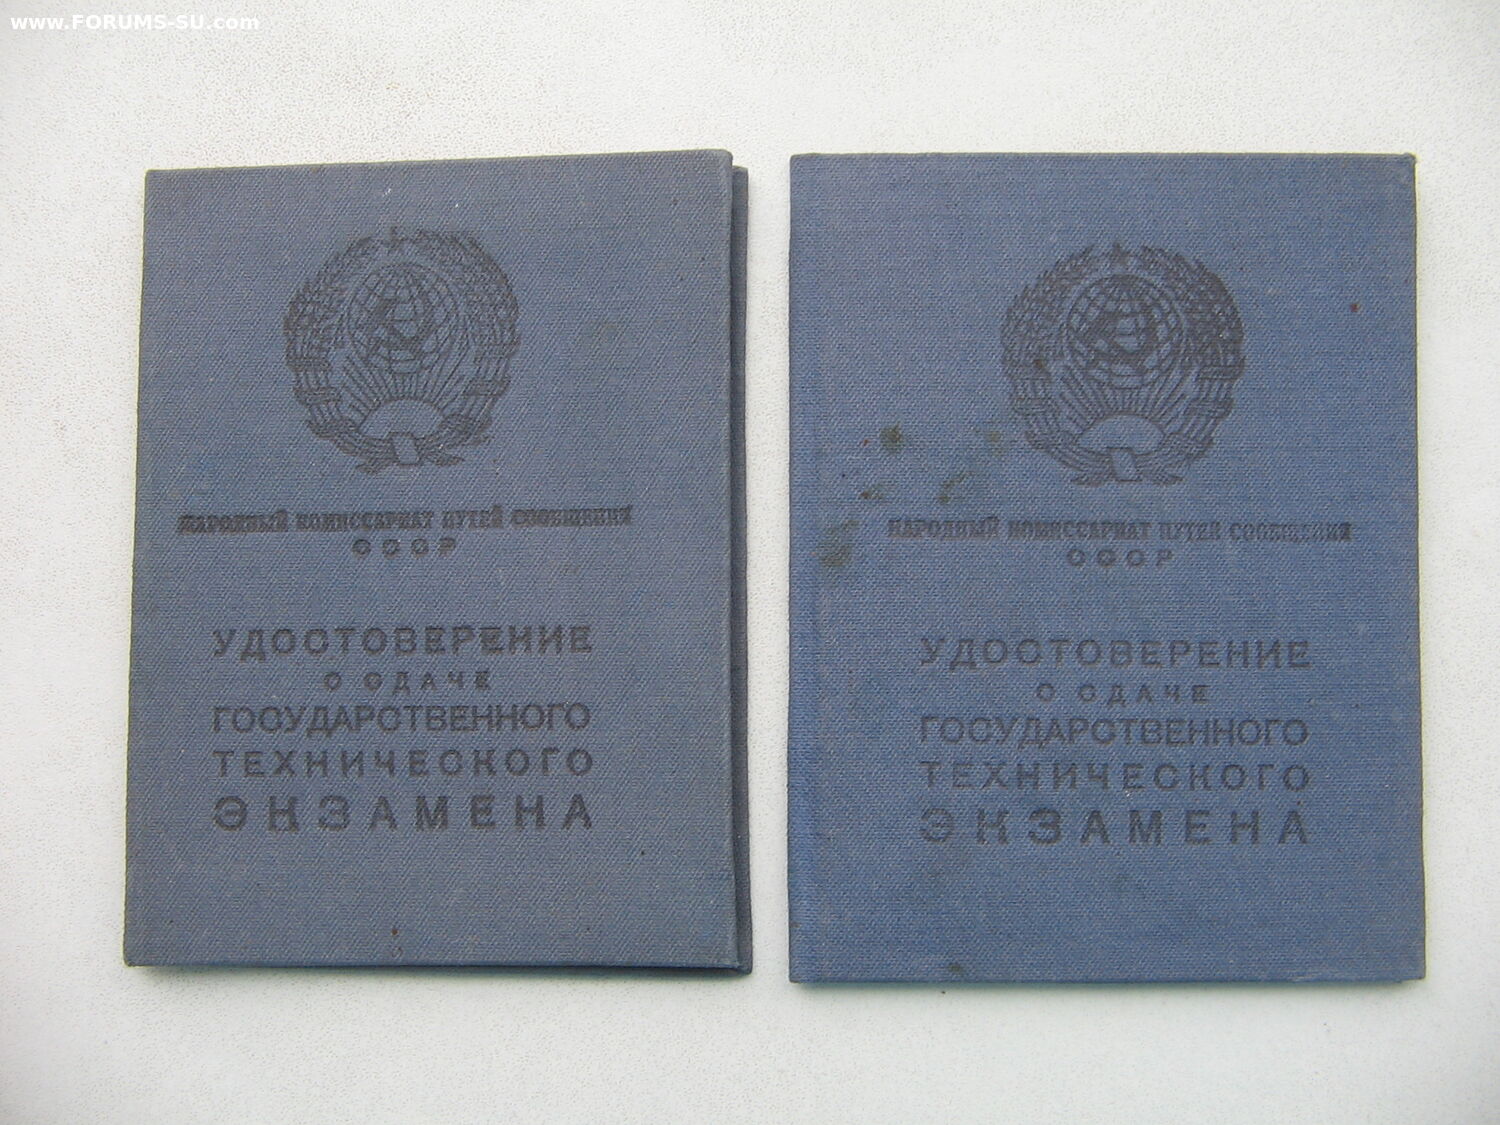 www.FORUMS-SU.com
НАРОДНЫЙ КОМИССАРИАТ ПУТЕЙ СООБЩЕНИЯ
СССР
УДОСТОВЕРЕНИЕ
О СДАЧЕ
ГОСУДАРСТВЕННОГО
ТЕХНИЧЕСКОГО
ЭКЗАМЕНА
НАРОДНЫЙ КОМИССАРИАТ ПУТЕЙ СООБЩЕНИЯ
СССР
УДОСТОВЕРЕНИЕ
О СДАЧЕ
ГОСУДАРСТВЕННОГО
ТЕХНИЧЕСКОГО
ЭКЗАМЕНА